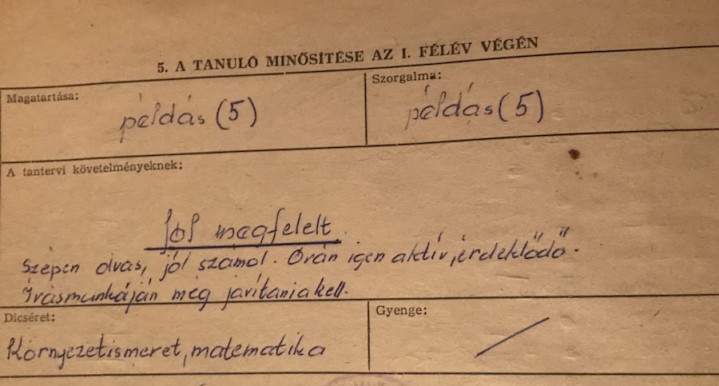 5. A TANULÓ MINŐSÍTÉSE AZ I. FÉLÉV VÉGÉN
Magatartása:
példás (5)
Szorgalma:
példás (5)
A tantervi követelményeknek:
jól megfelelt
Szépen olvas, jól számol. Órán igen aktív, érdeklődő.
Írásmunkáján még javítania kell.
Dicséret:
Környezetismeret, matematika
Gyenge: